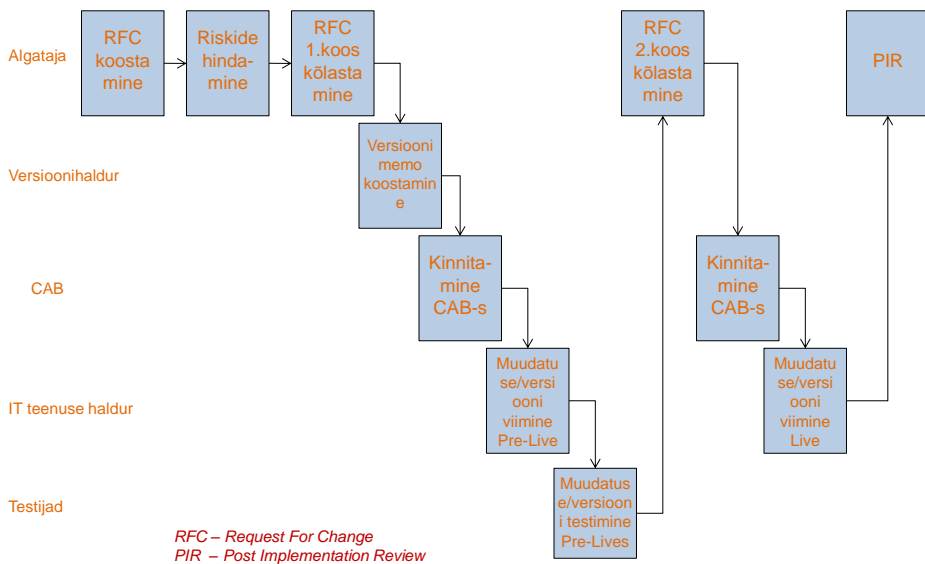 Algataja
RFC
koosta
mine
Riskide
hinda-
mine
RFC
1.koos
kõlasta
mine
RFC
2.koos
kõlasta
mine
PIR
Versioonihaldur
Versiooni
memo
koostamin
e
CAB
Kinnita-
mine
CAB-s
Kinnita-
mine
CAB-s
IT teenuse haldur
Muudatu
se/versi
ooni
viimine
Pre-Live
Muudatu
se/versi
ooni
viimine
Live
Testijad
Muudatus
e/versioon
i testimine
Pre-Lives
RFC – Request For Change
PIR – Post Implementation Review